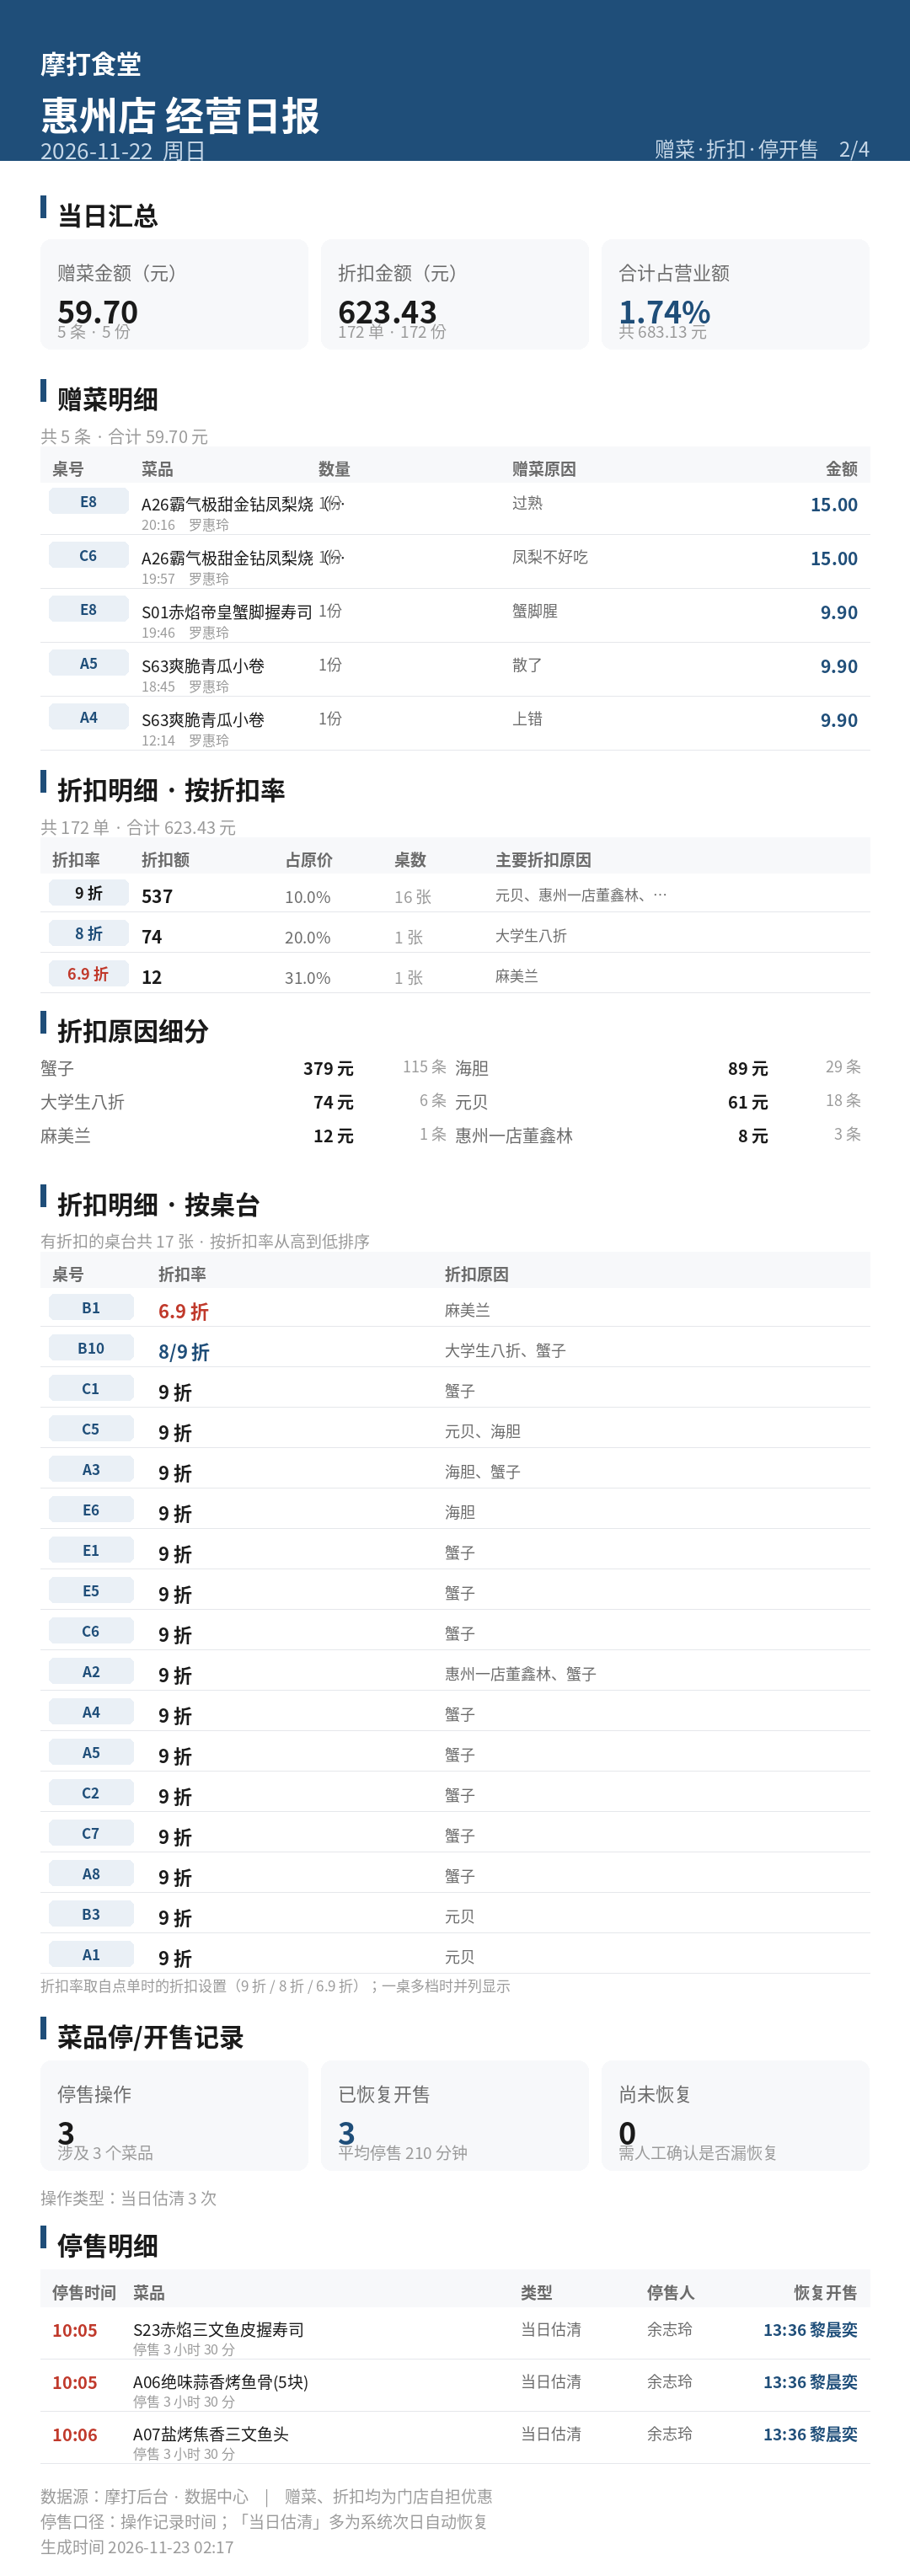 摩打食堂
惠州店 经营日报
2026-11-22 周日
赠菜·折扣·停开售 2/4
当日汇总
赠菜金额（元） 折扣金额（元） 合计占营业额
59.70 623.43 1.74%
5 条 · 5 份 172 单 · 172 份 共 683.13 元
赠菜明细
共 5 条 · 合计 59.70 元
桌号 菜品 数量 赠菜原因 金额
E8 A26霸气极甜金钻凤梨烧（… 1份 过熟 15.00
20:16 罗惠玲
C6 A26霸气极甜金钻凤梨烧（… 1份 凤梨不好吃 15.00
19:57 罗惠玲
E8 S01赤焰帝皇蟹脚握寿司 1份 蟹脚腥 9.90
19:46 罗惠玲
A5 S63爽脆青瓜小卷 1份 散了 9.90
18:45 罗惠玲
A4 S63爽脆青瓜小卷 1份 上错 9.90
12:14 罗惠玲
折扣明细 · 按折扣率
共 172 单 · 合计 623.43 元
折扣率 折扣额 占原价 桌数 主要折扣原因
9 折 537 10.0% 16 张 元贝、惠州一店董鑫林、…
8 折 74 20.0% 1 张 大学生八折
6.9 折 12 31.0% 1 张 麻美兰
折扣原因细分
蟹子 379 元 115 条 海胆 89 元 29 条
大学生八折 74 元 6 条 元贝 61 元 18 条
麻美兰 12 元 1 条 惠州一店董鑫林 8 元 3 条
折扣明细 · 按桌台
有折扣的桌台共 17 张 · 按折扣率从高到低排序
桌号 折扣率 折扣原因
B1 6.9 折 麻美兰
B10 8/9 折 大学生八折、蟹子
C1 9 折 蟹子
C5 9 折 元贝、海胆
A3 9 折 海胆、蟹子
E6 9 折 海胆
E1 9 折 蟹子
E5 9 折 蟹子
C6 9 折 蟹子
A2 9 折 惠州一店董鑫林、蟹子
A4 9 折 蟹子
A5 9 折 蟹子
C2 9 折 蟹子
C7 9 折 蟹子
A8 9 折 蟹子
B3 9 折 元贝
A1 9 折 元贝
折扣率取自点单时的折扣设置（9 折 / 8 折 / 6.9 折）；一桌多档时并列显示
菜品停/开售记录
停售操作 已恢复开售 尚未恢复
3 3 0
涉及 3 个菜品 平均停售 210 分钟 需人工确认是否漏恢复
操作类型：当日估清 3 次
停售明细
停售时间 菜品 类型 停售人 恢复开售
10:05 S23赤焰三文鱼皮握寿司 当日估清 余志玲 13:36 黎晨奕
停售 3 小时 30 分
10:05 A06绝味蒜香烤鱼骨(5块) 当日估清 余志玲 13:36 黎晨奕
停售 3 小时 30 分
10:06 A07盐烤焦香三文鱼头 当日估清 余志玲 13:36 黎晨奕
停售 3 小时 30 分
数据源：摩打后台 · 数据中心 | 赠菜、折扣均为门店自担优惠
停售口径：操作记录时间；「当日估清」多为系统次日自动恢复
生成时间 2026-11-23 02:17